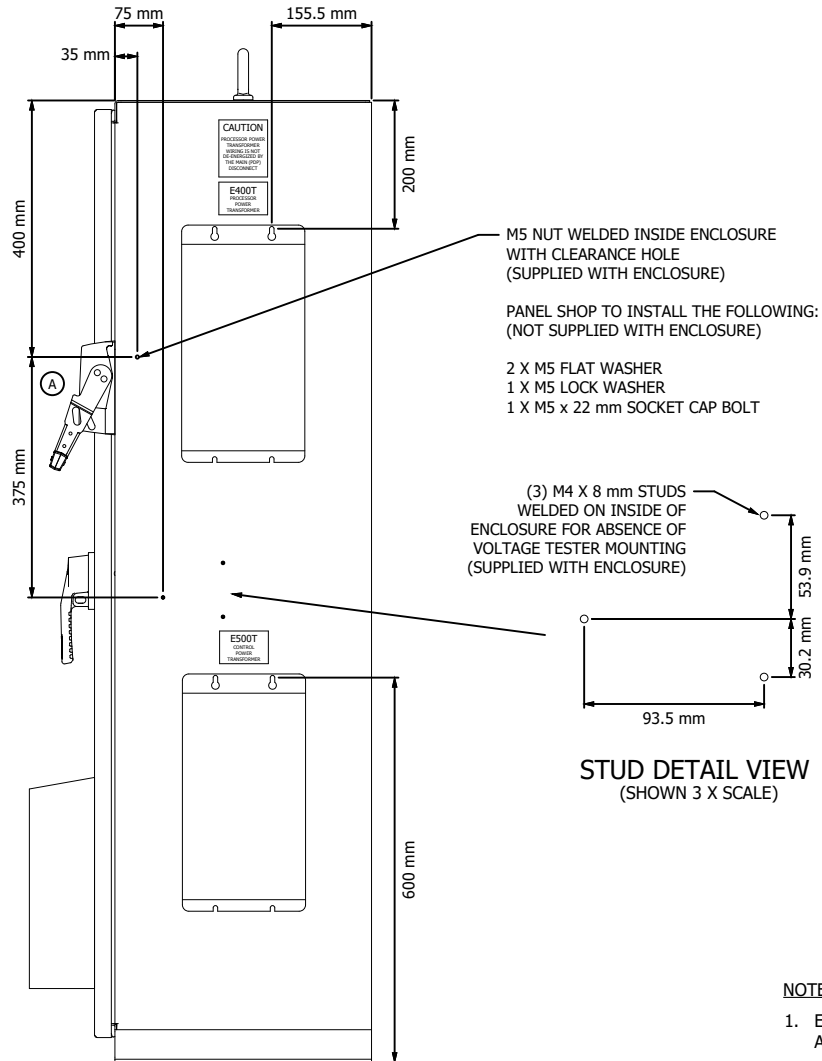 75 mm
155.5 mm
35 mm
CAUTION
PROCESSOR POWER
TRANSFORMER
WIRING IS NOT
DE-ENERGIZED BY
THE MAIN (PDP)
DISCONNECT
E400T
PROCESSOR
POWER
TRANSFORMER
200 mm
400 mm
M5 NUT WELDED INSIDE ENCLOSURE
WITH CLEARANCE HOLE
(SUPPLIED WITH ENCLOSURE)
PANEL SHOP TO INSTALL THE FOLLOWING:
(NOT SUPPLIED WITH ENCLOSURE)
2 X M5 FLAT WASHER
1 X M5 LOCK WASHER
1 X M5 x 22 mm SOCKET CAP BOLT
A
375 mm
(3) M4 X 8 mm STUDS
WELDED ON INSIDE OF
ENCLOSURE FOR ABSENCE OF
VOLTAGE TESTER MOUNTING
(SUPPLIED WITH ENCLOSURE)
53.9 mm
30.2 mm
93.5 mm
E500T
CONTROL
POWER
TRANSFORMER
STUD DETAIL VIEW
(SHOWN 3 X SCALE)
600 mm
NOTE
1. E
A